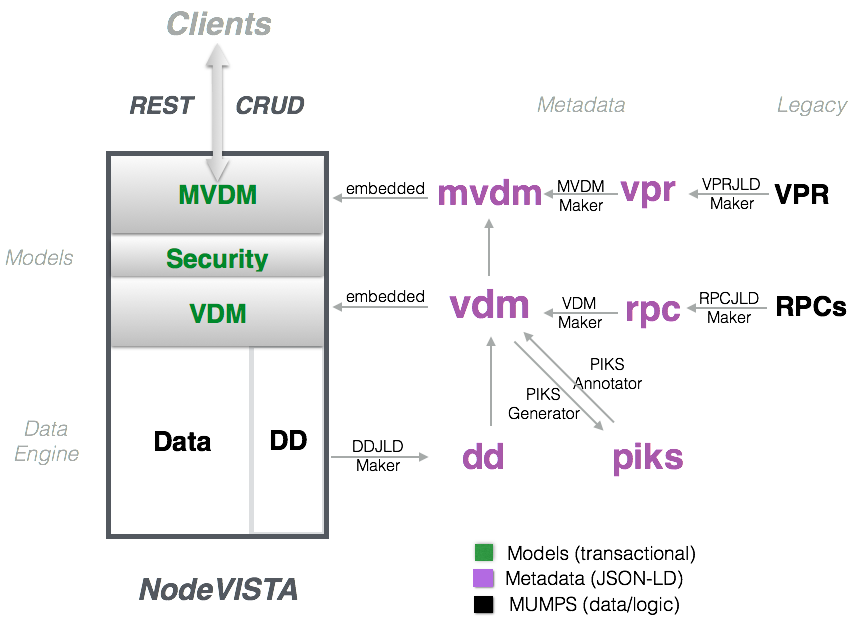 Clients
REST CRUD
Metadata
Legacy
MVDM
embedded
mvdm
MVDM
Maker
vpr
VPRJLD
Maker
VPR
Models
Security
VDM
embedded
vdm
VDM
Maker
rpc
RPCJLD
Maker
RPCs
PIKS
Annotator
PIKS
Generator
Data
Engine
Data
DD
DDJLD
Maker
dd
piks
NodeVISTA
Models (transactional)
Metadata (JSON-LD)
MUMPS (data/logic)